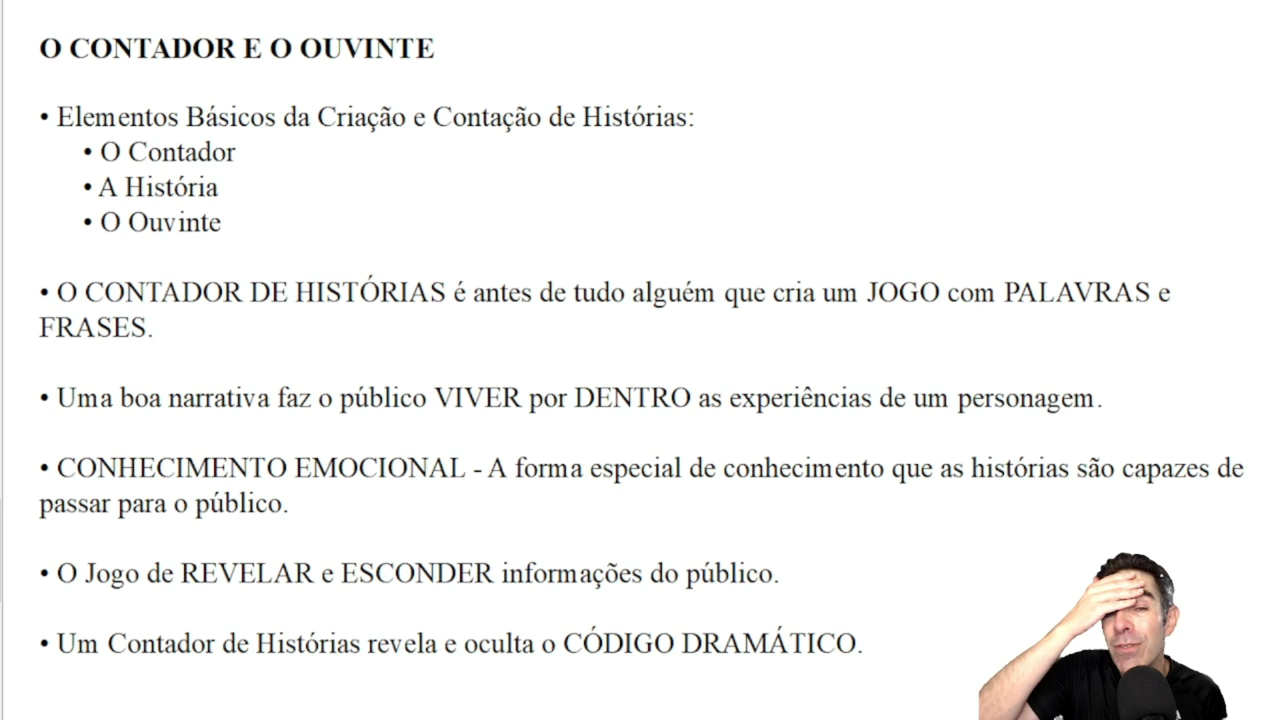 O CONTADOR E O OUVINTE
• Elementos Básicos da Criação e Contação de Histórias:
• O Contador
• A História
• O Ouvinte
• O CONTADOR DE HISTÓRIAS é antes de tudo alguém que cria um JOGO com PALAVRAS e
FRASES.
• Uma boa narrativa faz o público VIVER por DENTRO as experiências de um personagem.
• CONHECIMENTO EMOCIONAL - A forma especial de conhecimento que as histórias são capazes de
passar para o público.
• O Jogo de REVELAR e ESCONDER informações do público.
• Um Contador de Histórias revela e oculta o CÓDIGO DRAMÁTICO.